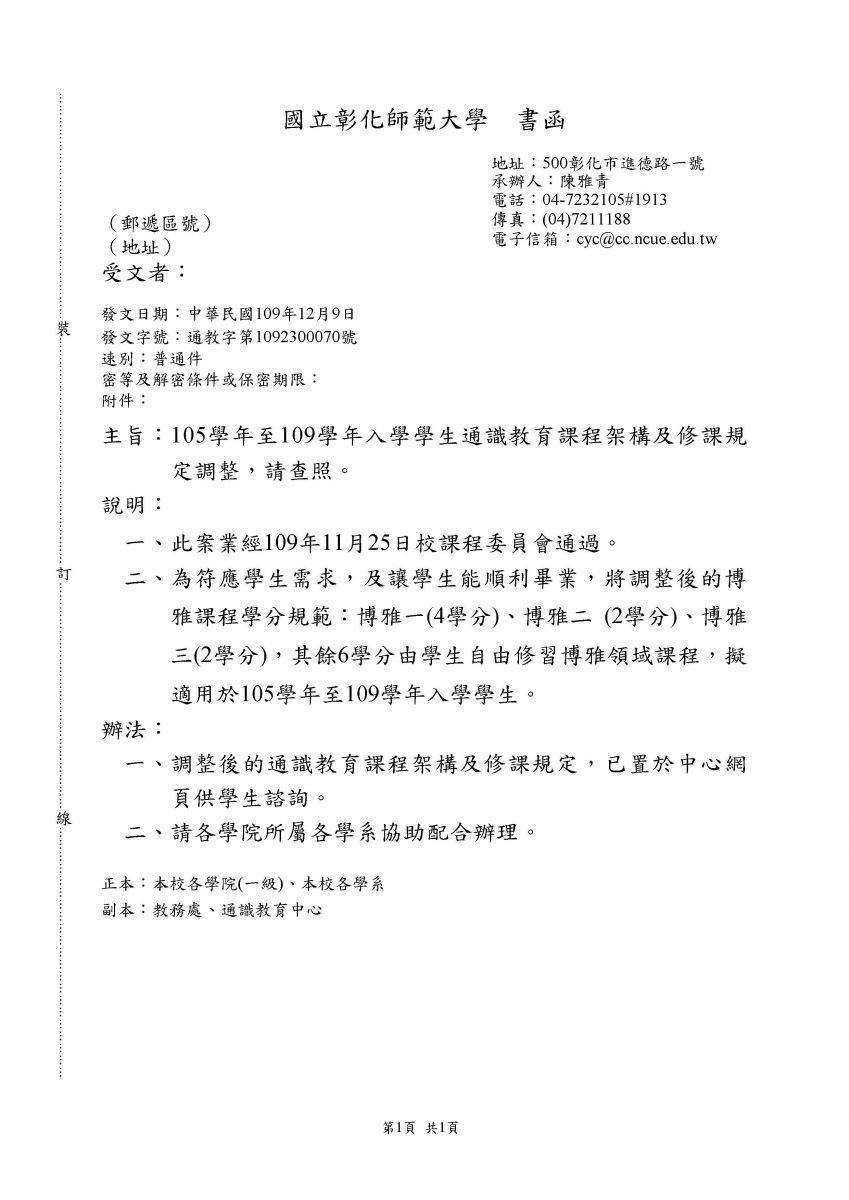 國立彰化師範大學　書函
地址：500彰化市進德路一號
承辦人：陳雅青
電話：04-7232105#1913
傳真：(04)7211188
電子信箱：cyc@cc.ncue.edu.tw
（郵遞區號）
（地址）
受文者：
發文日期：中華民國109年12月9日
發文字號：通教字第1092300070號
速別：普通件
密等及解密條件或保密期限：
附件：
主旨：105學年至109學年入學學生通識教育課程架構及修課規
定調整，請查照。
說明：
一、此案業經109年11月25日校課程委員會通過。
二、為符應學生需求，及讓學生能順利畢業，將調整後的博
雅課程學分規範：博雅一(4學分)、博雅二 (2學分)、博雅
三(2學分)，其餘6學分由學生自由修習博雅領域課程，擬
適用於105學年至109學年入學學生。
辦法：
一、調整後的通識教育課程架構及修課規定，已置於中心網
頁供學生諮詢。
二、請各學院所屬各學系協助配合辦理。
正本：本校各學院(一級)、本校各學系
副本：教務處、通識教育中心
裝
訂
線
第1頁 共1頁